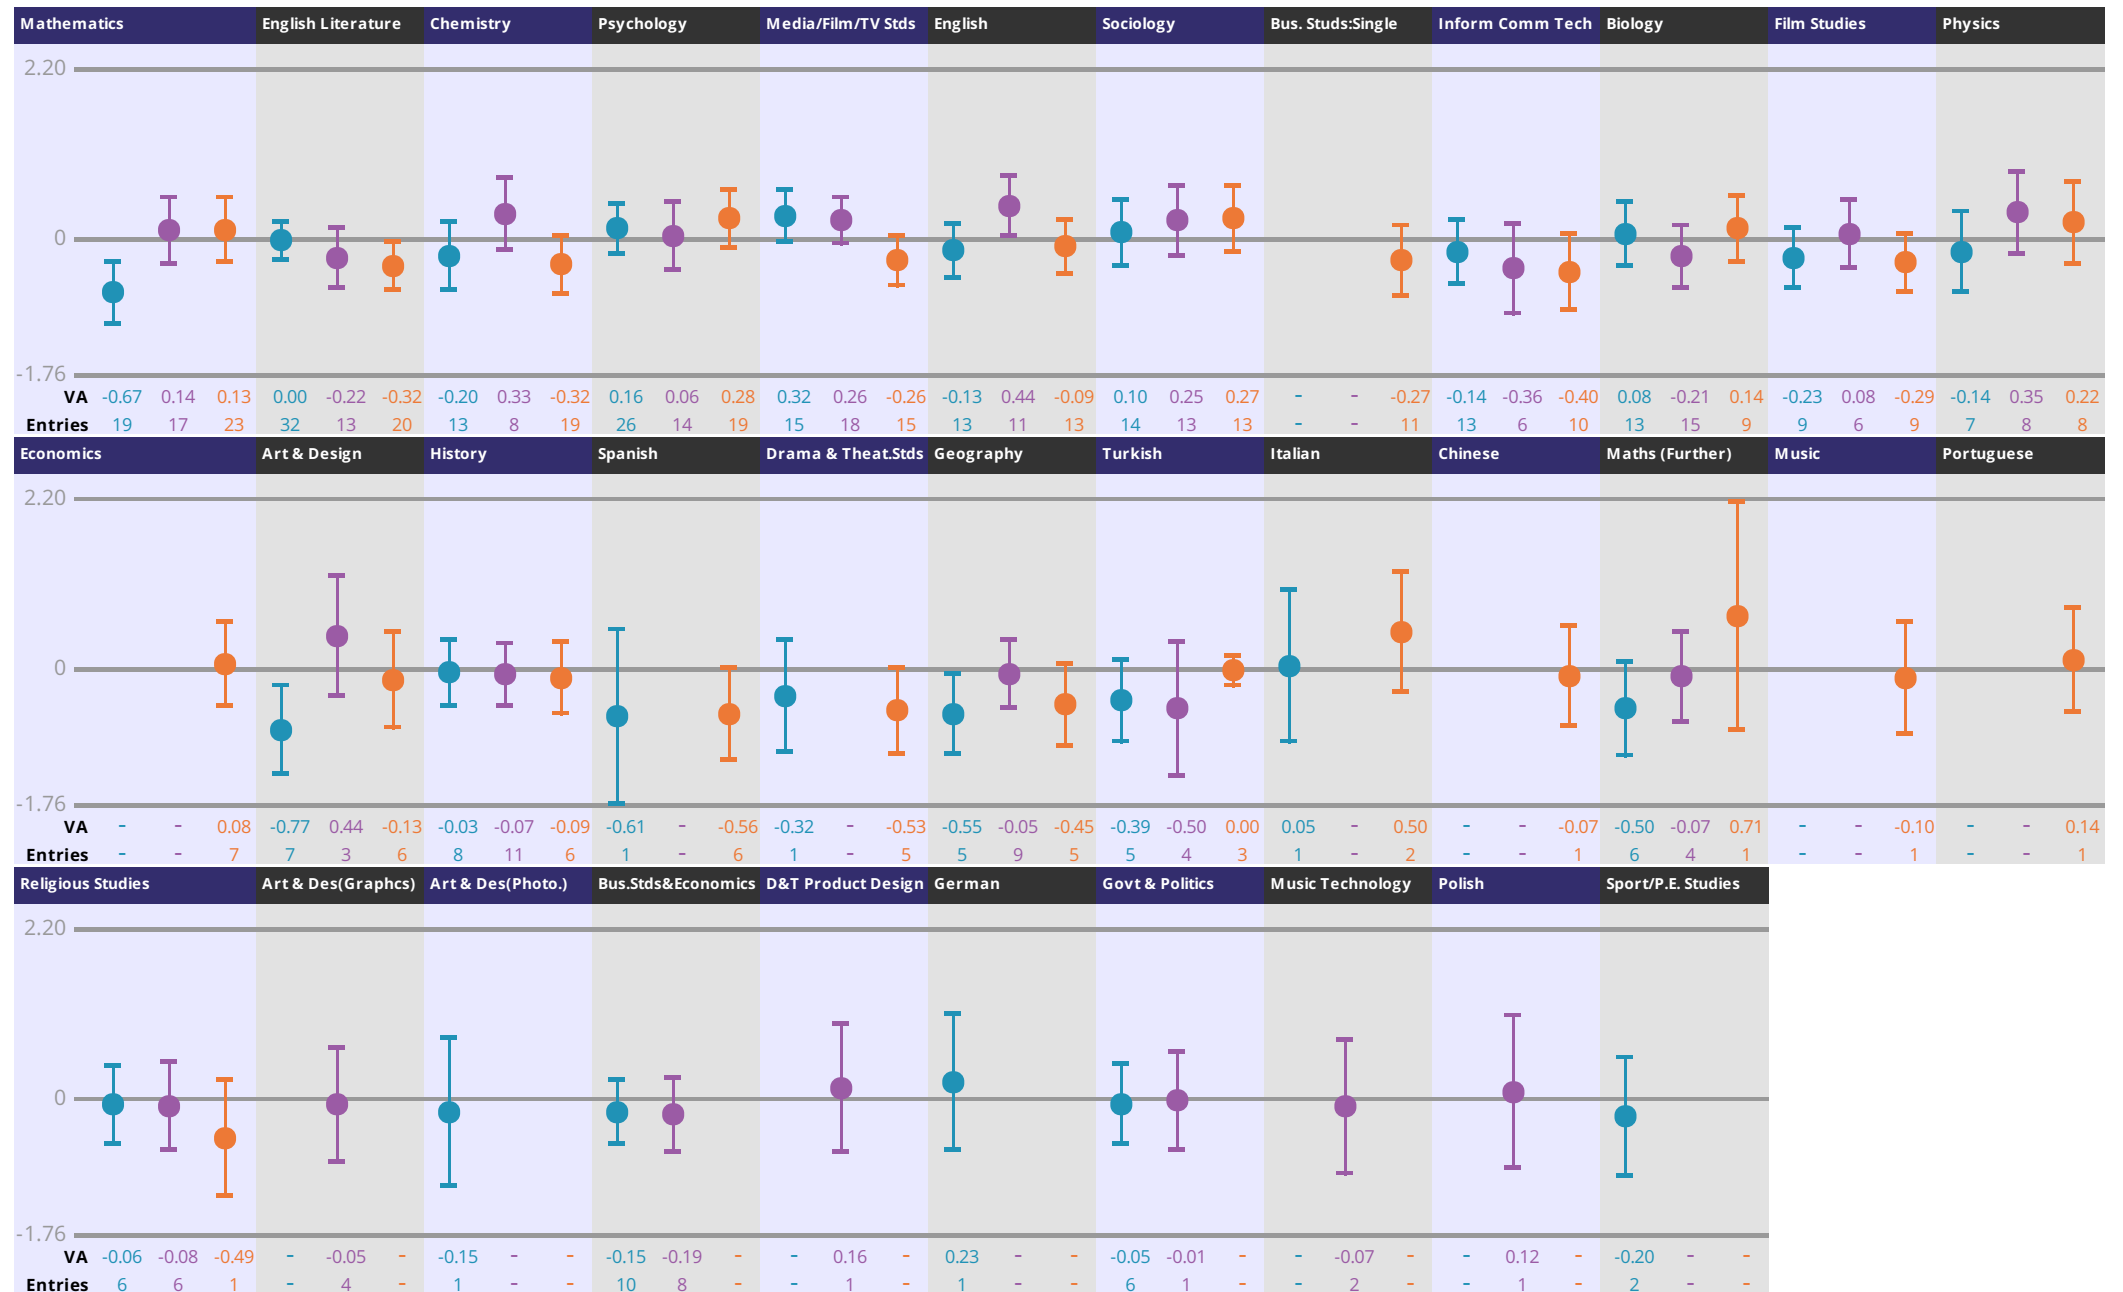 Mathematics English Literature Chemistry Psychology Media/Film/TV Stds English Sociology Bus. Studs:Single Inform Comm Tech Biology Film Studies Physics
2.20
0
-1.76
VA -0.67 0.14 0.13 0.00 -0.22 -0.32 -0.20 0.33 -0.32 0.16 0.06 0.28 0.32 0.26 -0.26 -0.13 0.44 -0.09 0.10 0.25 0.27 - - -0.27 -0.14 -0.36 -0.40 0.08 -0.21 0.14 -0.23 0.08 -0.29 -0.14 0.35 0.22
Entries 19 17 23 32 13 20 13 8 19 26 14 19 15 18 15 13 11 13 14 13 13 - - 11 13 6 10 13 15 9 9 6 9 7 8 8
Economics Art & Design History Spanish Drama & Theat.Stds Geography Turkish Italian Chinese Maths (Further) Music Portuguese
2.20
0
-1.76
VA - - 0.08 -0.77 0.44 -0.13 -0.03 -0.07 -0.09 -0.61 - -0.56 -0.32 - -0.53 -0.55 -0.05 -0.45 -0.39 -0.50 0.00 0.05 - 0.50 - - -0.07 -0.50 -0.07 0.71 - - -0.10 - - 0.14
Entries - - 7 7 3 6 8 11 6 1 - 6 1 - 5 5 9 5 5 4 3 1 - 2 - - 1 6 4 1 - - 1 - - 1
Religious Studies Art & Des(Graphcs) Art & Des(Photo.) Bus.Stds&Economics D&T Product Design German Govt & Politics Music Technology Polish Sport/P.E. Studies
2.20
0
-1.76
VA -0.06 -0.08 -0.49 - -0.05 - -0.15 - - -0.15 -0.19 - - 0.16 - 0.23 - - -0.05 -0.01 - - -0.07 - - 0.12 - -0.20 - -
Entries 6 6 1 - 4 - 1 - - 10 8 - - 1 - 1 - - 6 1 - - 2 - - 1 - 2 - -